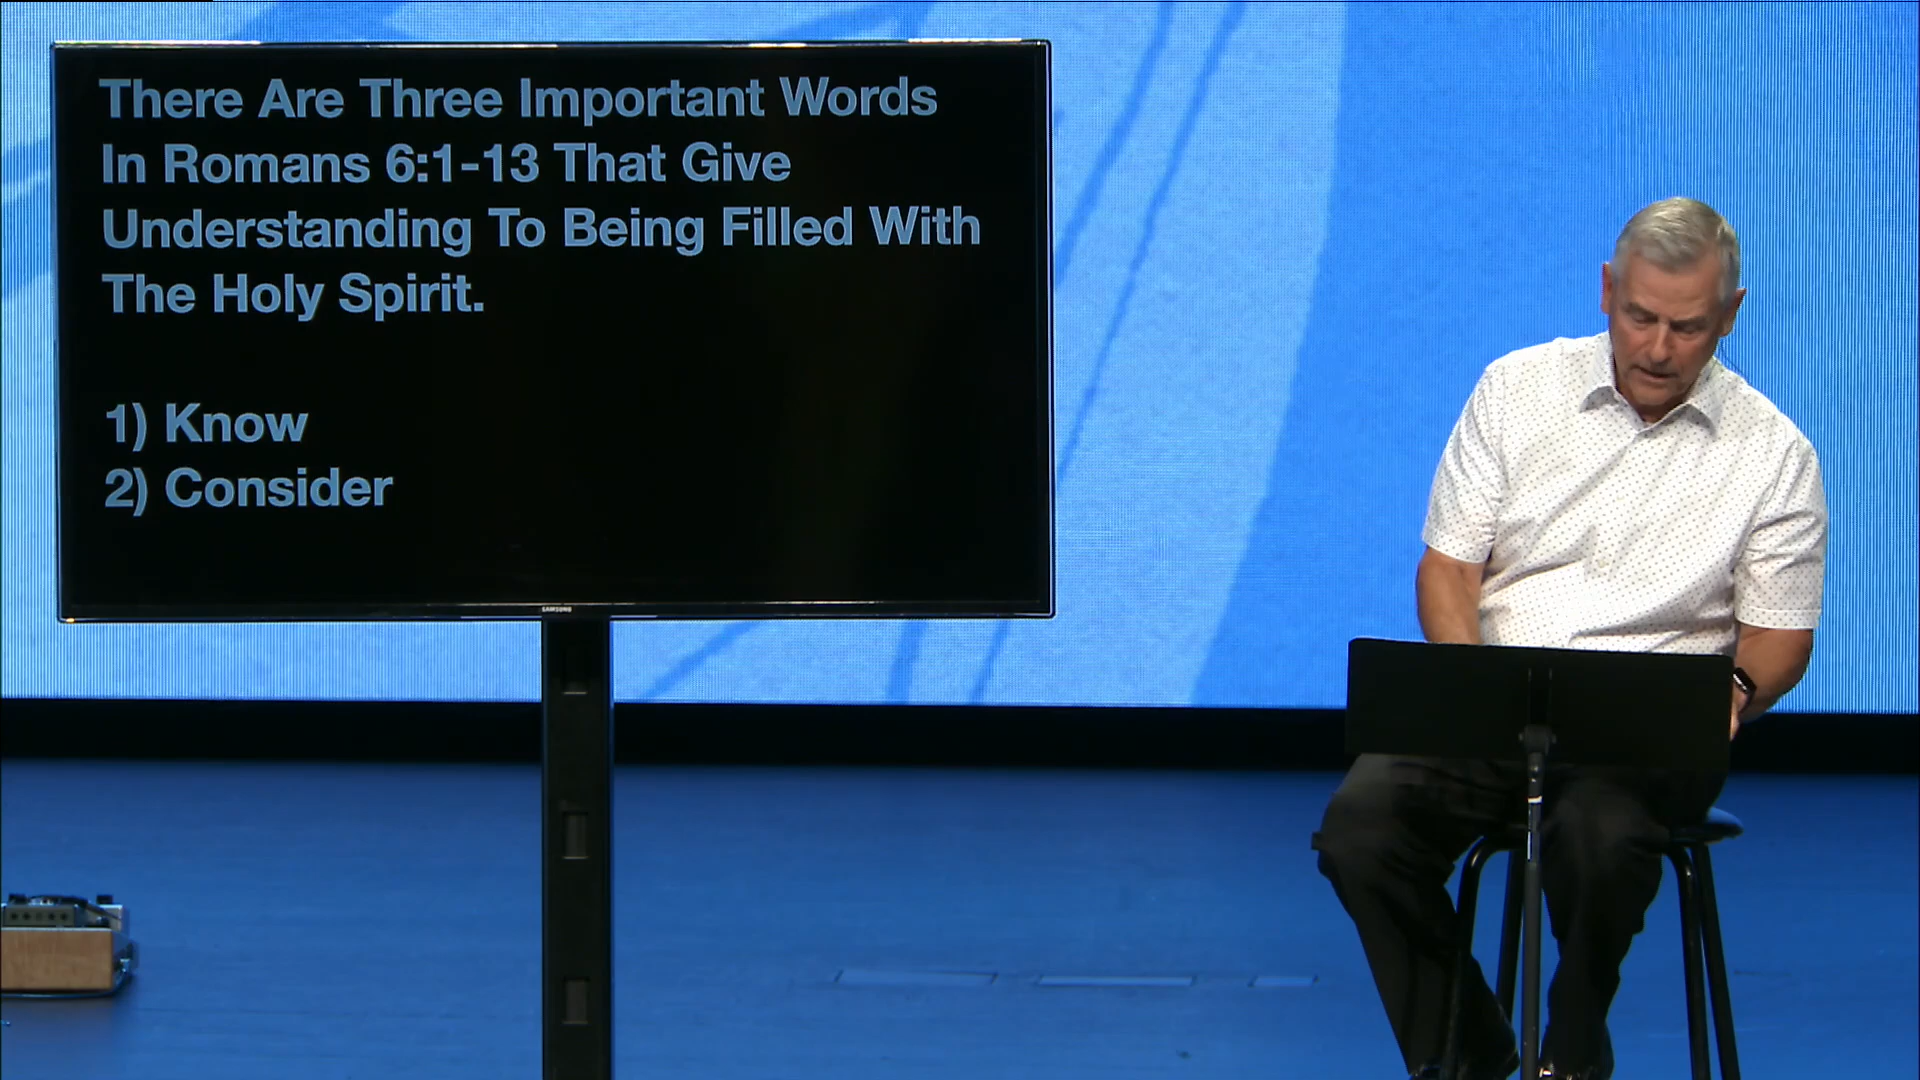 There Are Three Important Words
In Romans 6:1-13 That Give
Understanding To Being Filled With
The Holy Spirit.
1) Know
2) Consider
SAMSUNG